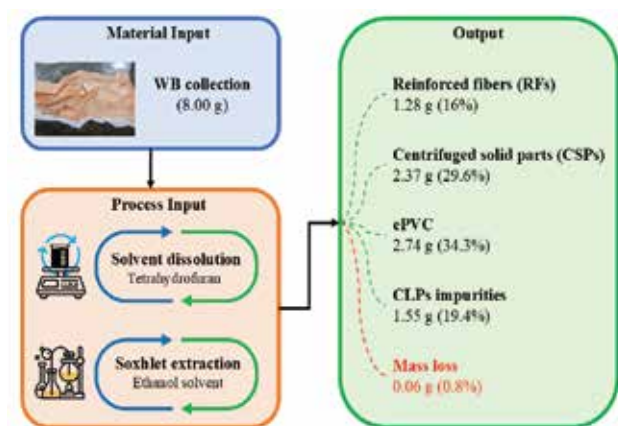 Material Input
WB collection
(8.00 g)
Process Input
Solvent dissolution
Tetrahydrofuran
Soxhlet extraction
Ethanol solvent
Output
Reinforced fibers (RFs)
1.28 g (16%)
Centrifuged solid parts (CSPs)
2.37 g (29.6%)
ePVC
2.74 g (34.3%)
CLPs impurities
1.55 g (19.4%)
Mass loss
0.06 g (0.8%)